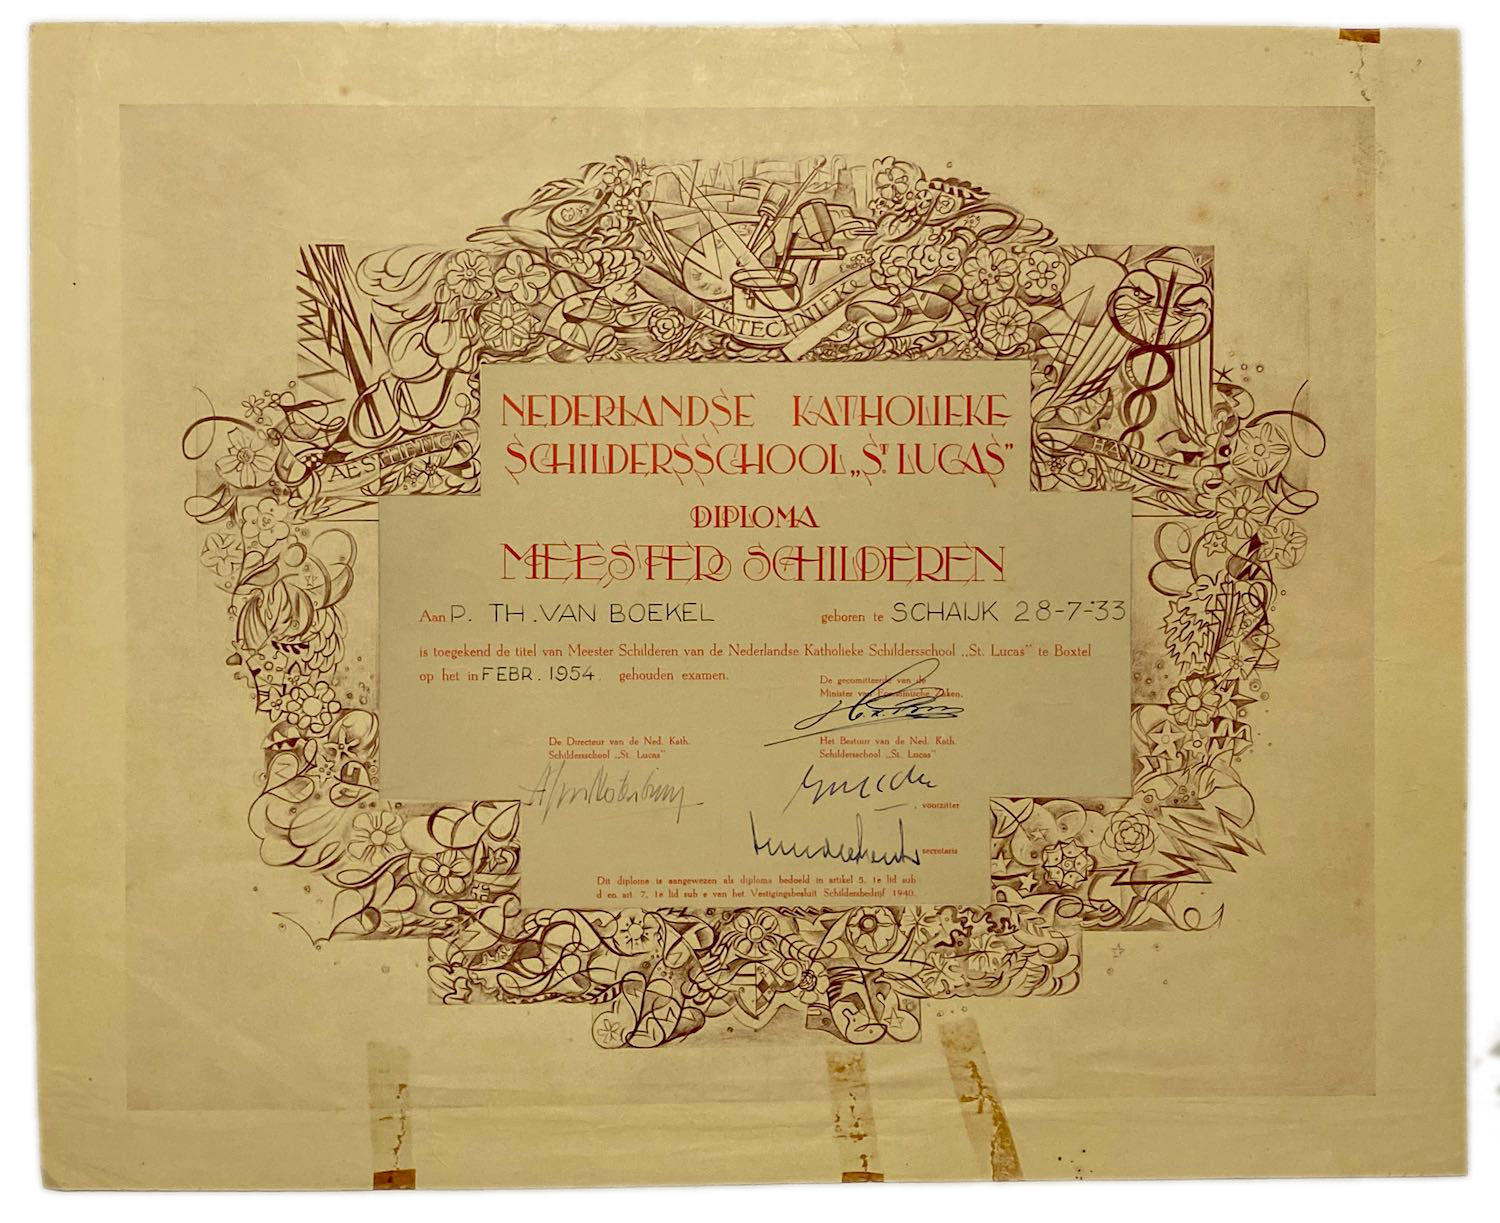 VAKTECHNIEK
AESTHETICA
HANDEL
NEDERLANDSE KATHOLIEKE
SCHILDERSSCHOOL „ST LUCAS”
DIPLOMA
MEESTER SCHILDEREN
Aan P. TH. VAN BOEKEL geboren te SCHAIJK 28-7-'33
is toegekend de titel van Meester Schilderen van de Nederlandse Katholieke Schildersschool „St. Lucas” te Boxtel
op het in FEBR. 1954. gehouden examen.
De gecomitteerde van de
Minister van Economische Zaken,
De Directeur van de Ned. Kath.
Schildersschool „St. Lucas”
Het Bestuur van de Ned. Kath.
Schildersschool „St. Lucas”
, voorzitter
secretaris
Dit diploma is aangewezen als diploma bedoeld in artikel 5, 1e lid sub
d en art 7, 1e lid sub e van het Vestigingsbesluit Schildersbedrijf 1940.